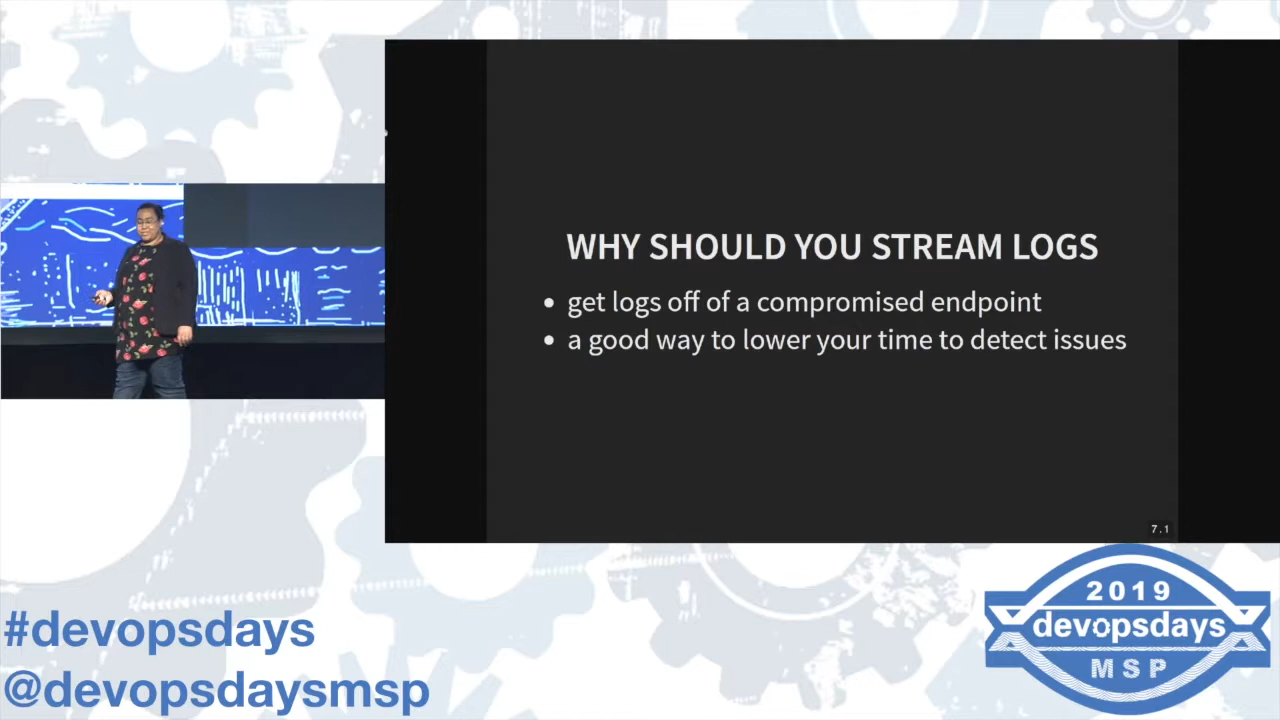 WHY SHOULD YOU STREAM LOGS
get logs off of a compromised endpoint
a good way to lower your time to detect issues
7.1
#devopsdays
@devopsdaysmsp
2019
devopsdays
MSP